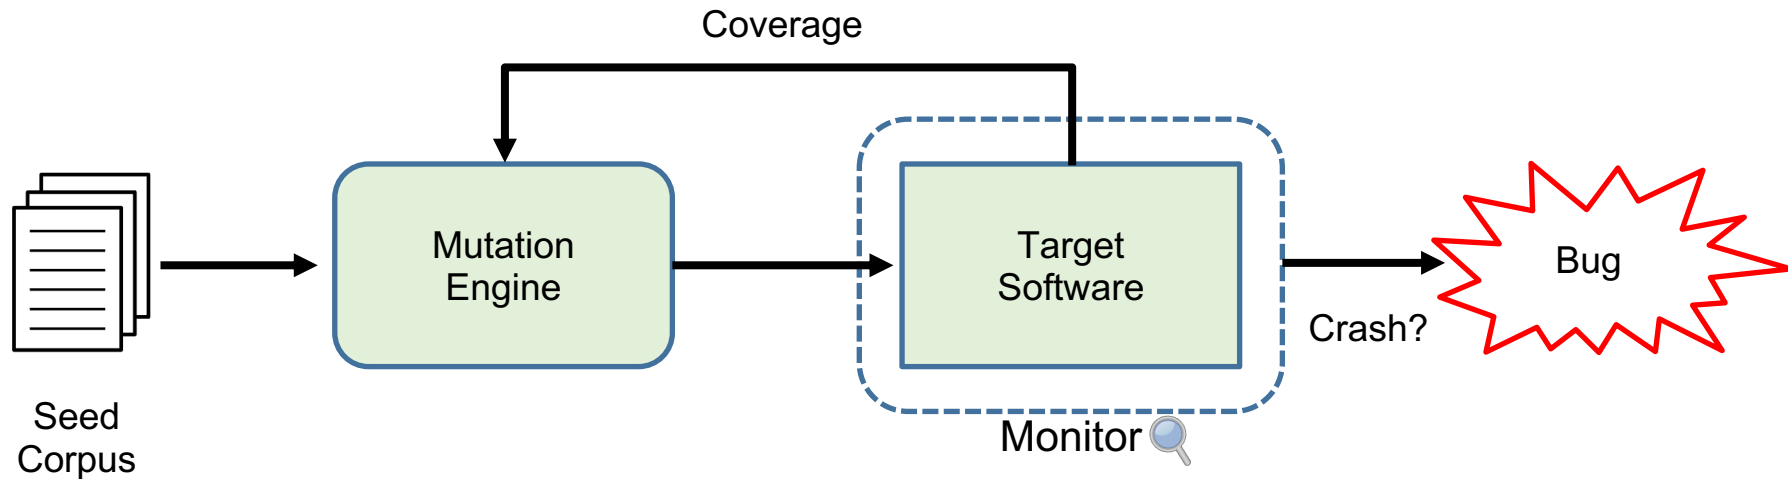 Coverage
Seed
Corpus
Mutation
Engine
Target
Software
Monitor
Crash?
Bug